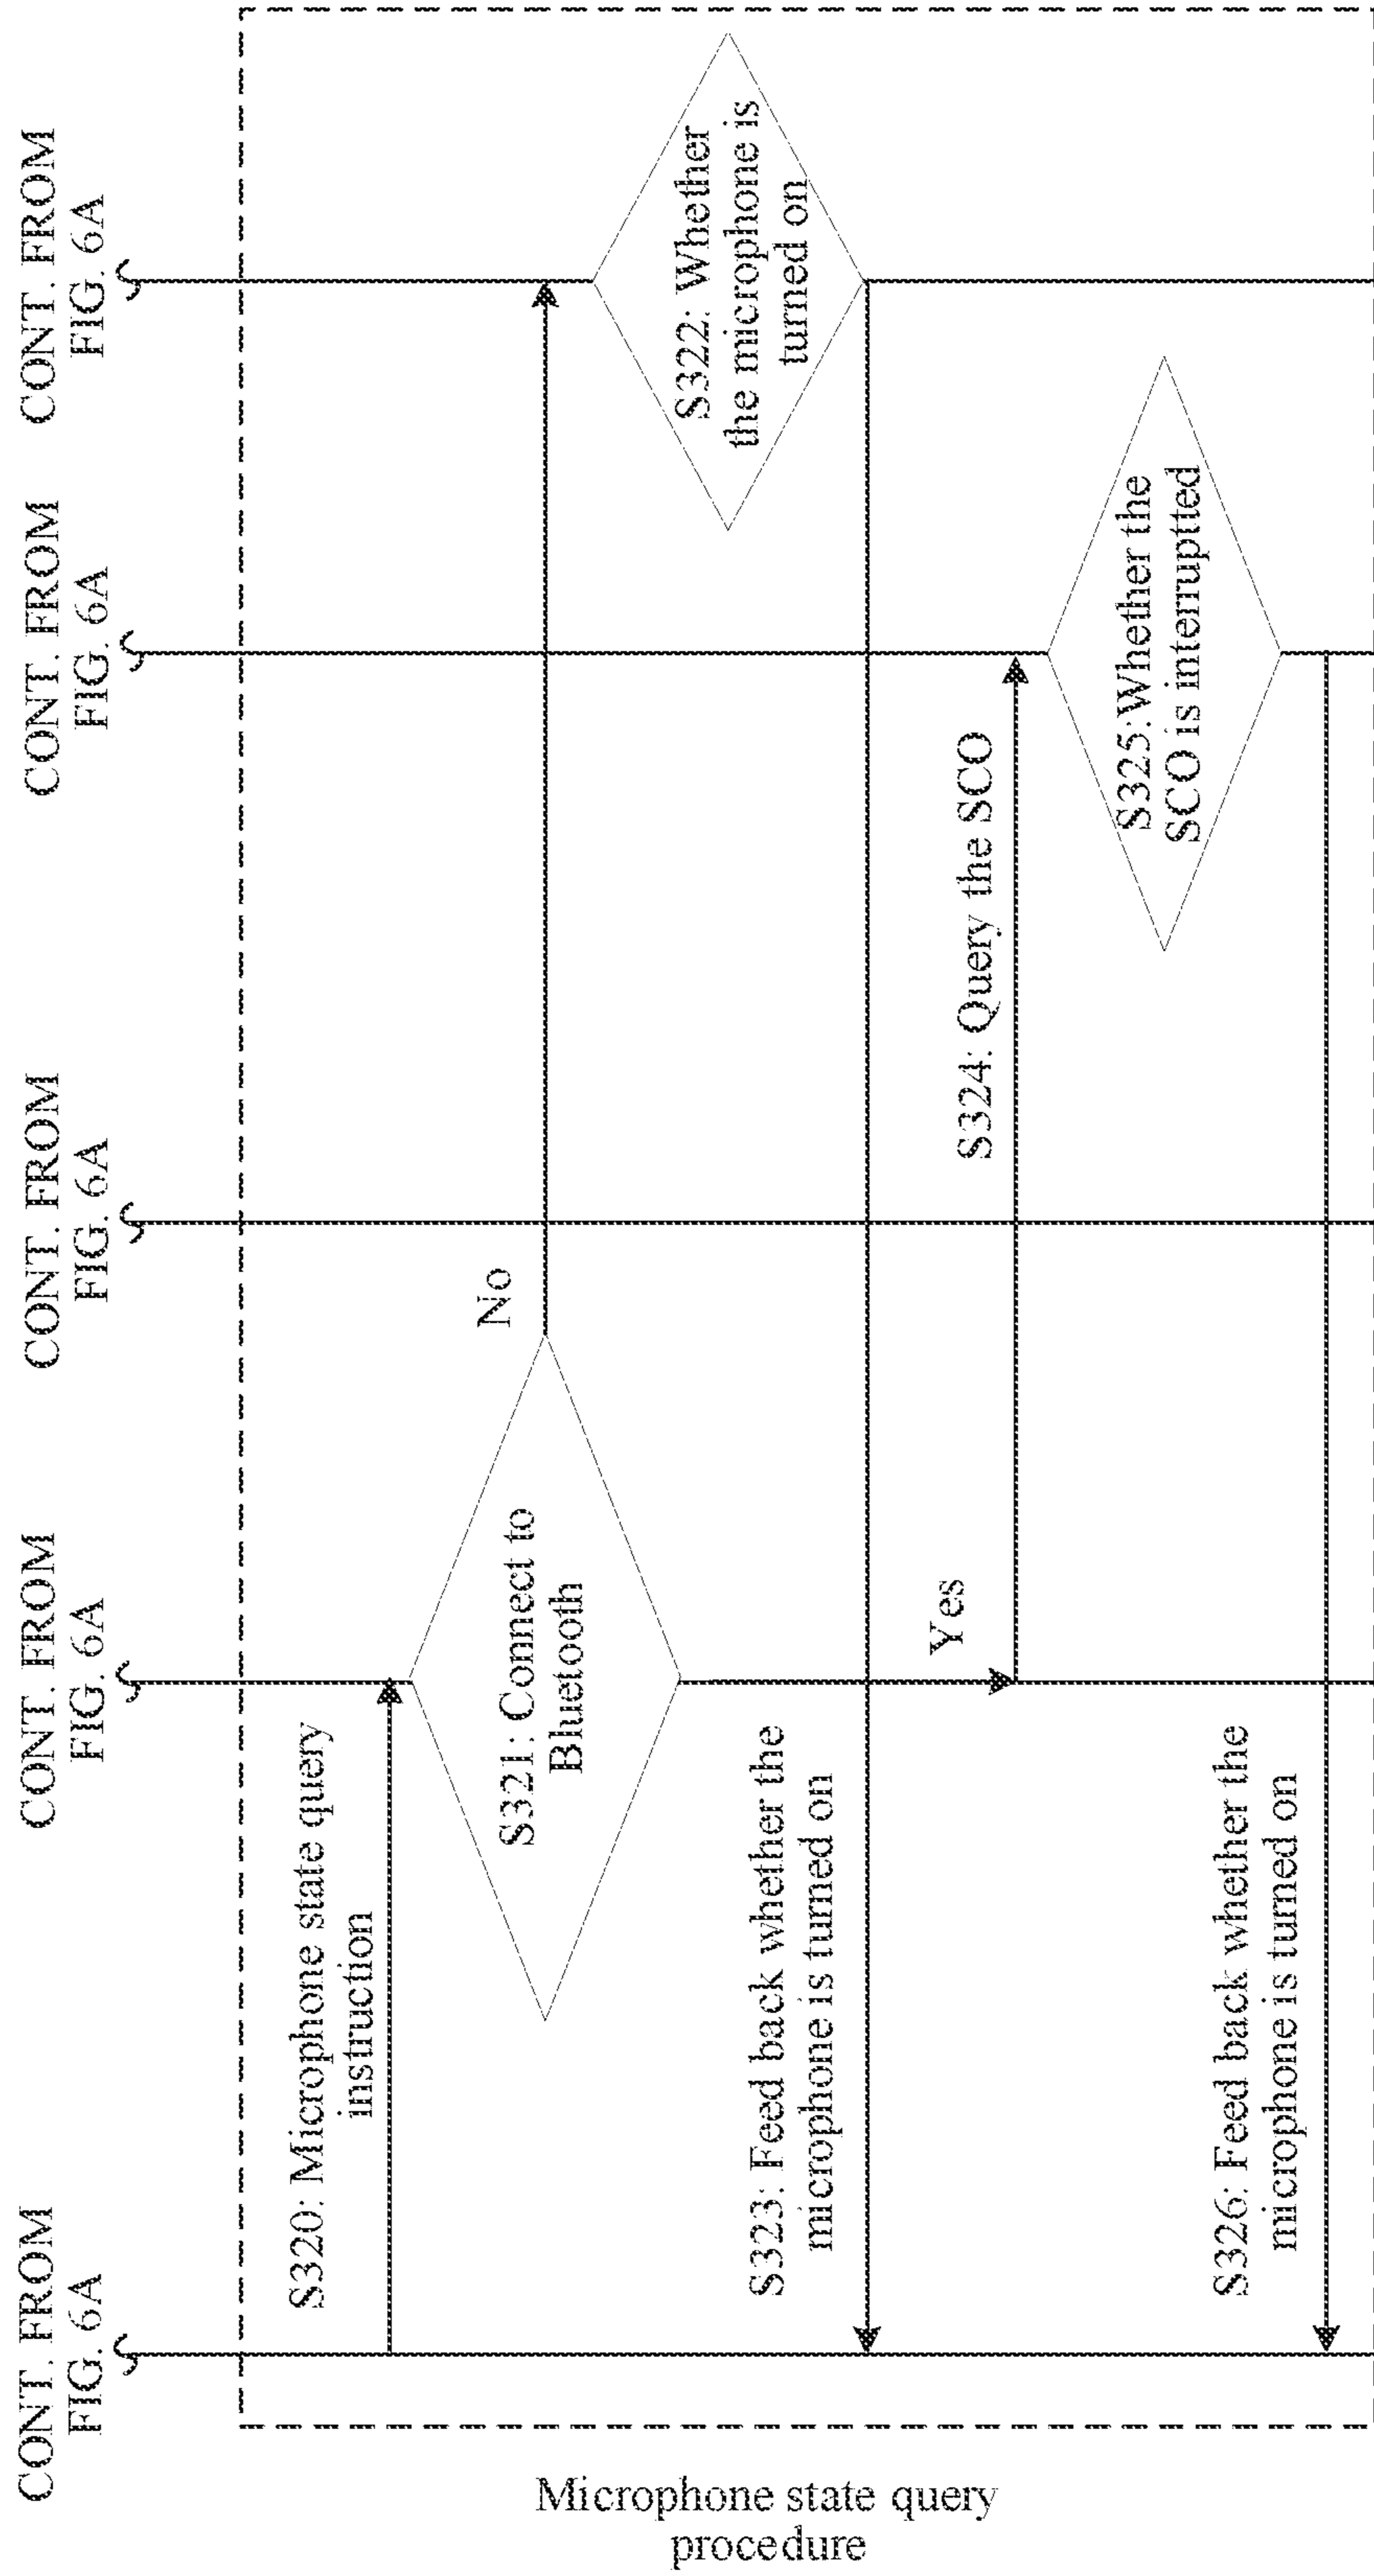 CONT. FROM
FIG. 6A
CONT. FROM
FIG. 6A
CONT. FROM
FIG. 6A
CONT. FROM
FIG. 6A
CONT. FROM
FIG. 6A
Microphone state query
procedure
S320: Microphone state query
instruction
S321: Connect to
Bluetooth
No
S322: Whether
the microphone is
turned on
S323: Feed back whether the
microphone is turned on
Yes
S324: Query the SCO
S325:Whether the
SCO is interruptted
S326: Feed back whether the
microphone is turned on